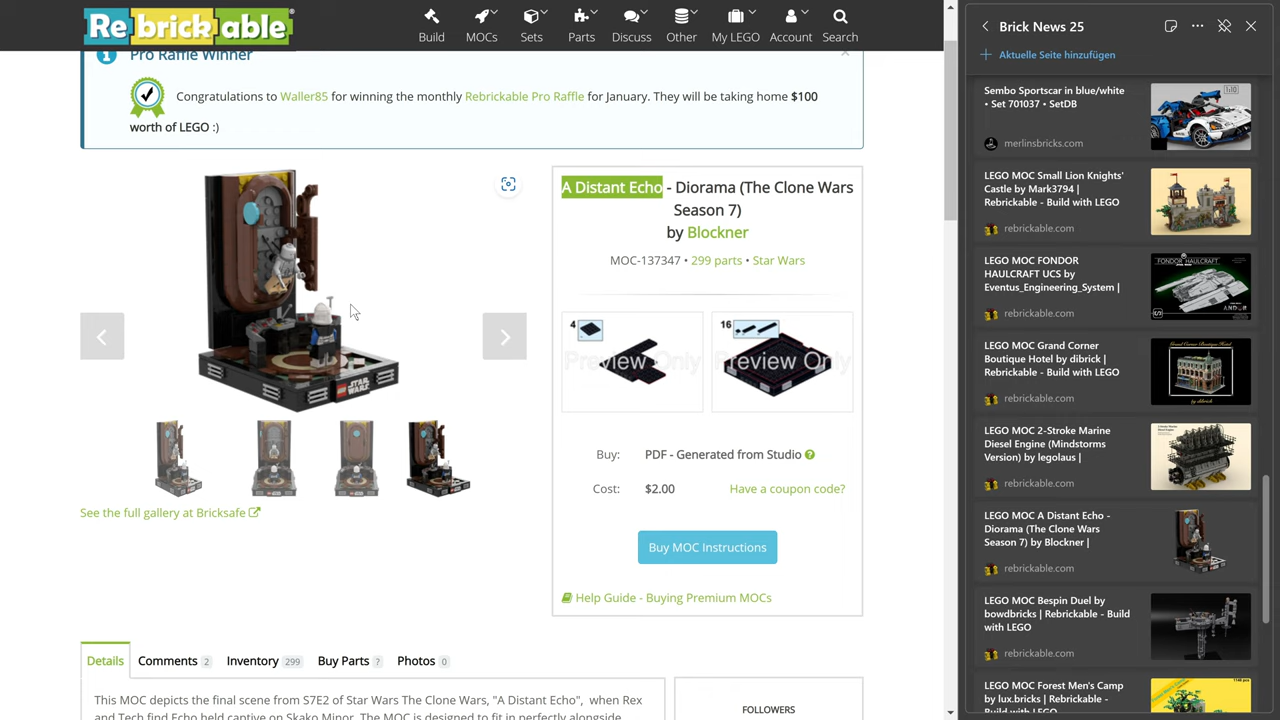 Rebrickable
Build MOCs Sets Parts Discuss Other My LEGO Account Search
Pro Raffle Winner
Congratulations to Waller85 for winning the monthly Rebrickable Pro Raffle for January. They will be taking home $100
worth of LEGO :)
A Distant Echo - Diorama (The Clone Wars
Season 7)
by Blockner
MOC-137347 • 299 parts • Star Wars
4
Preview Only
16
Preview Only
STAR WARS
Buy: PDF - Generated from Studio
Cost: $2.00 Have a coupon code?
Buy MOC Instructions
Help Guide - Buying Premium MOCs
See the full gallery at Bricksafe
Details Comments 2 Inventory 299 Buy Parts ? Photos 0
This MOC depicts the final scene from S7E2 of Star Wars The Clone Wars, "A Distant Echo", when Rex
and Tech find Echo held captive on Skako Minor. The MOC is designed to fit in perfectly alongside
FOLLOWERS
Brick News 25
Aktuelle Seite hinzufügen
Sembo Sportscar in blue/white
• Set 701037 • SetDB
merlinsbricks.com
1:10
LEGO MOC Small Lion Knights'
Castle by Mark3794 |
Rebrickable - Build with LEGO
rebrickable.com
LEGO MOC FONDOR
HAULCRAFT UCS by
Eventus_Engineering_System |
rebrickable.com
FONDOR HAULCRAFT
ANDOR
LEGO MOC Grand Corner
Boutique Hotel by dibrick |
Rebrickable - Build with LEGO
rebrickable.com
Grand Corner Boutique Hotel
by dibrick
LEGO MOC 2-Stroke Marine
Diesel Engine (Mindstorms
Version) by legolaus |
rebrickable.com
LEGO MOC A Distant Echo -
Diorama (The Clone Wars
Season 7) by Blockner |
rebrickable.com
LEGO MOC Bespin Duel by
bowdbricks | Rebrickable - Build
with LEGO
rebrickable.com
LEGO MOC Forest Men's Camp
by lux.bricks | Rebrickable -
Build with LEGO